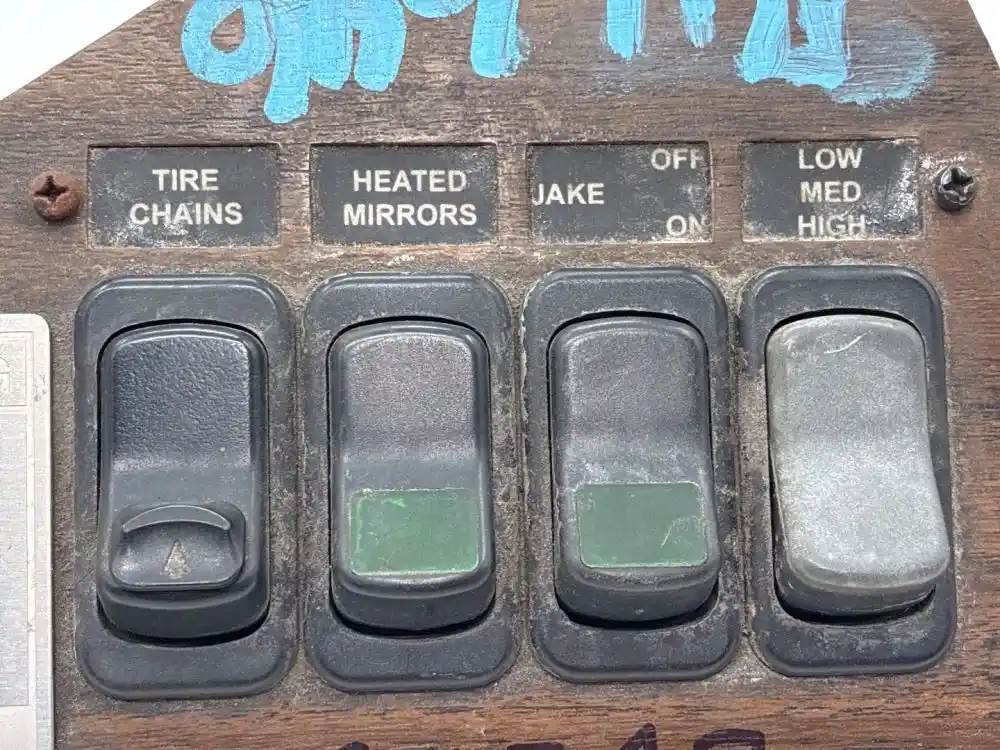 TIRE
CHAINS
HEATED
MIRRORS
OFF
JAKE
ON
LOW
MED
HIGH